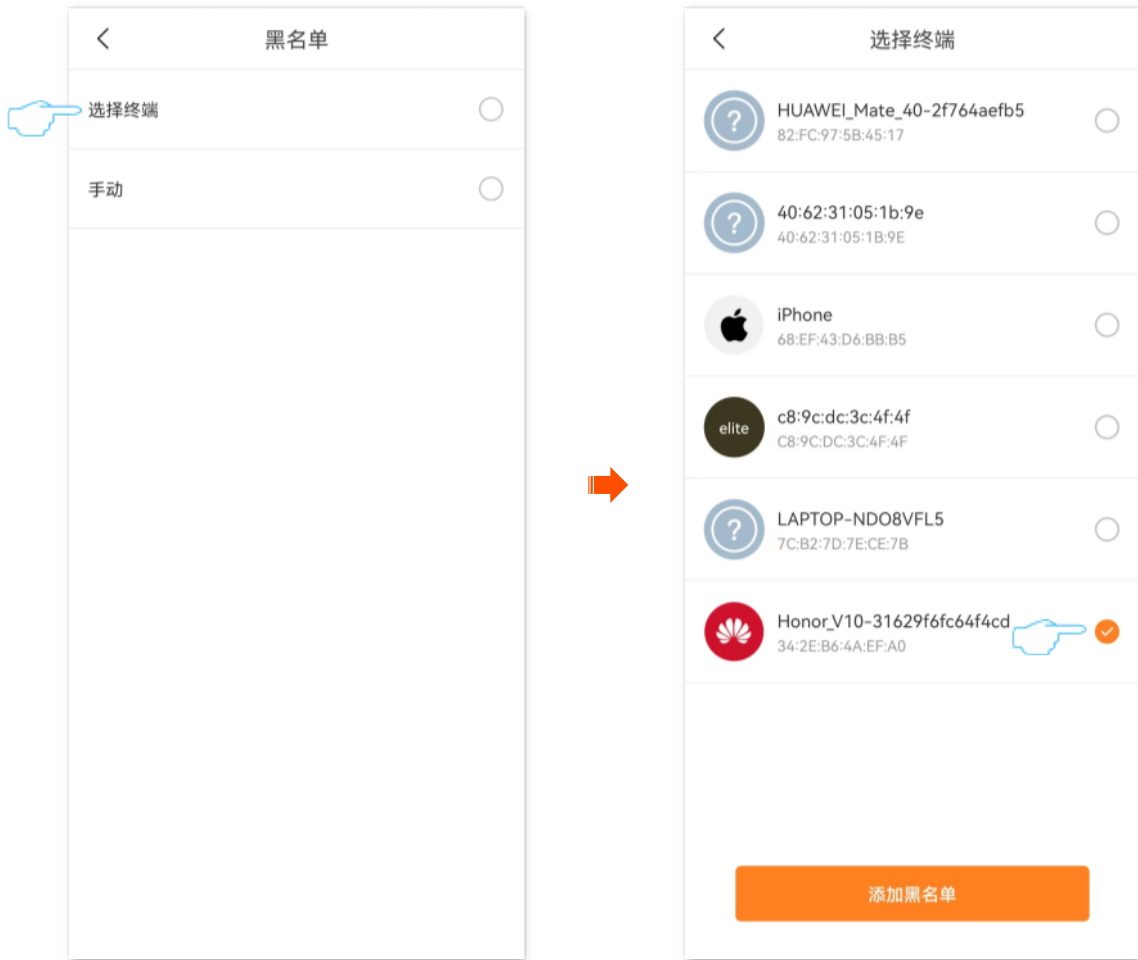 黑名单
选择终端
手动
选择终端
HUAWEI_Mate_40-2f764aefb5
82:FC:97:5B:45:17
?
40:62:31:05:1b:9e
40:62:31:05:1B:9E
?
iPhone
68:EF:43:D6:BB:B5
elite
c8:9c:dc:3c:4f:4f
C8:9C:DC:3C:4F:4F
?
LAPTOP-NDO8VFL5
7C:B2:7D:7E:CE:7B
Honor_V10-31629f6fc64f4cd
34:2E:B6:4A:EF:A0
添加黑名单